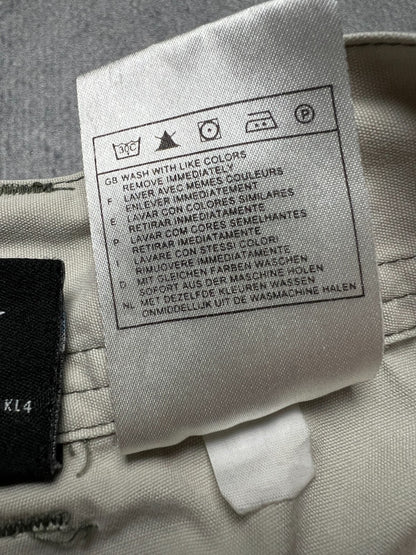 30C
P
GB WASH WITH LIKE COLORS
REMOVE IMMEDIATELY
F LAVER AVEC MEMES COULEURS
ENLEVER IMMEDIATEMENT
E LAVAR CON COLORES SIMILARES
RETIRAR INMEDIATAMENTE
P LAVAR COM CORES SEMELHANTES
RETIRAR IMEDIATAMENTE
I LAVARE CON STESSI COLORI
RIMUOVERE IMMEDIATAMENTE
D MIT GLEICHEN FARBEN WASCHEN
SOFORT AUS DER MASCHINE HOLEN
NL MET DEZELFDE KLEUREN WASSEN
ONMIDDELLIJK UIT DE WASMACHINE HALEN
KL4